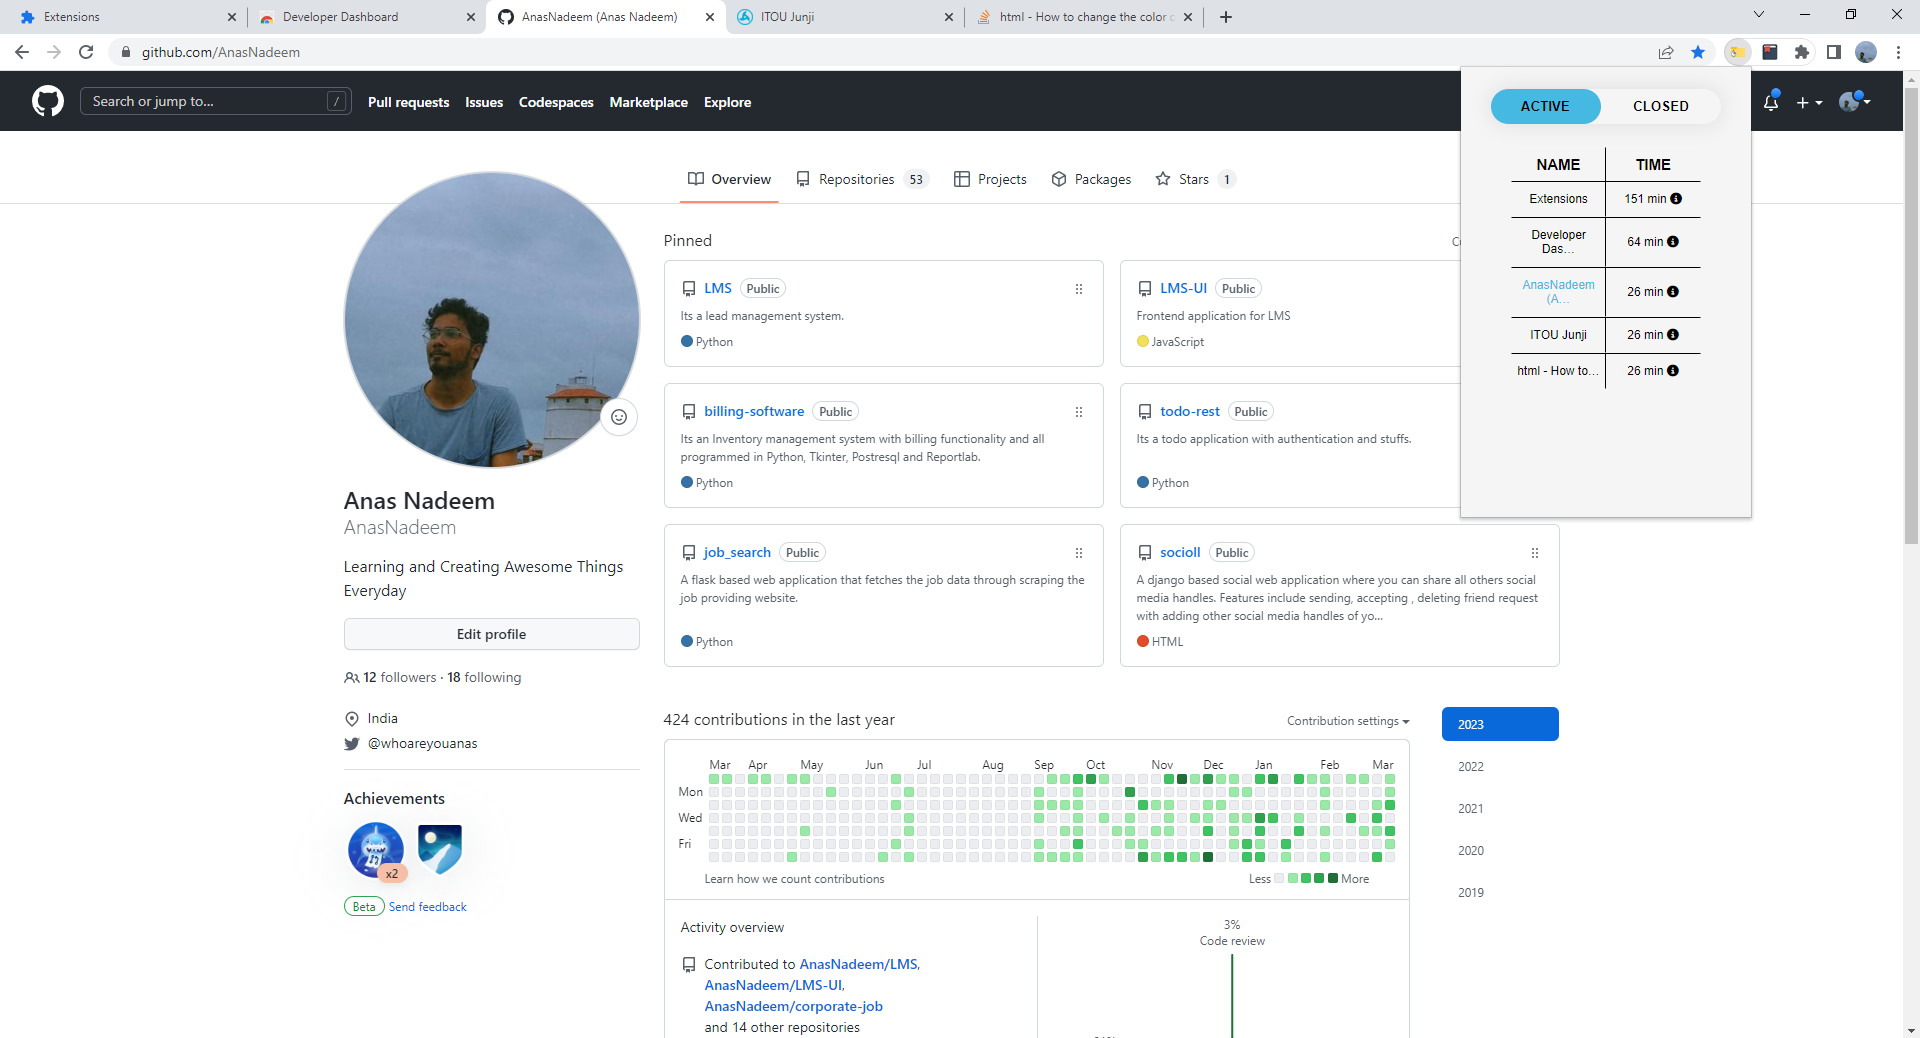 Extensions
Developer Dashboard
AnasNadeem (Anas Nadeem)
ITOU Junji
html - How to change the color
github.com/AnasNadeem
Search or jump to...
/
Pull requests
Issues
Codespaces
Marketplace
Explore
ACTIVE
CLOSED
NAME
TIME
Extensions
151 min
Developer
Das...
64 min
AnasNadeem
(A...
26 min
ITOU Junji
26 min
html - How to...
26 min
Overview
Repositories 53
Projects
Packages
Stars 1
Anas Nadeem
AnasNadeem
Learning and Creating Awesome Things
Everyday
Edit profile
12 followers · 18 following
India
@whoareyouanas
Achievements
x2
Beta Send feedback
Pinned
LMS Public
Its a lead management system.
Python
LMS-UI Public
Frontend application for LMS
JavaScript
billing-software Public
Its an Inventory management system with billing functionality and all
programmed in Python, Tkinter, Postresql and Reportlab.
Python
todo-rest Public
Its a todo application with authentication and stuffs.
Python
job_search Public
A flask based web application that fetches the job data through scraping the
job providing website.
Python
socioll Public
A django based social web application where you can share all others social
media handles. Features include sending, accepting , deleting friend request
with adding other social media handles of yo...
HTML
424 contributions in the last year
Contribution settings
2023
2022
2021
2020
2019
Mar Apr May Jun Jul Aug Sep Oct Nov Dec Jan Feb Mar
Mon
Wed
Fri
Learn how we count contributions
Less
More
Activity overview
Contributed to AnasNadeem/LMS,
AnasNadeem/LMS-UI,
AnasNadeem/corporate-job
and 14 other repositories
3%
Code review